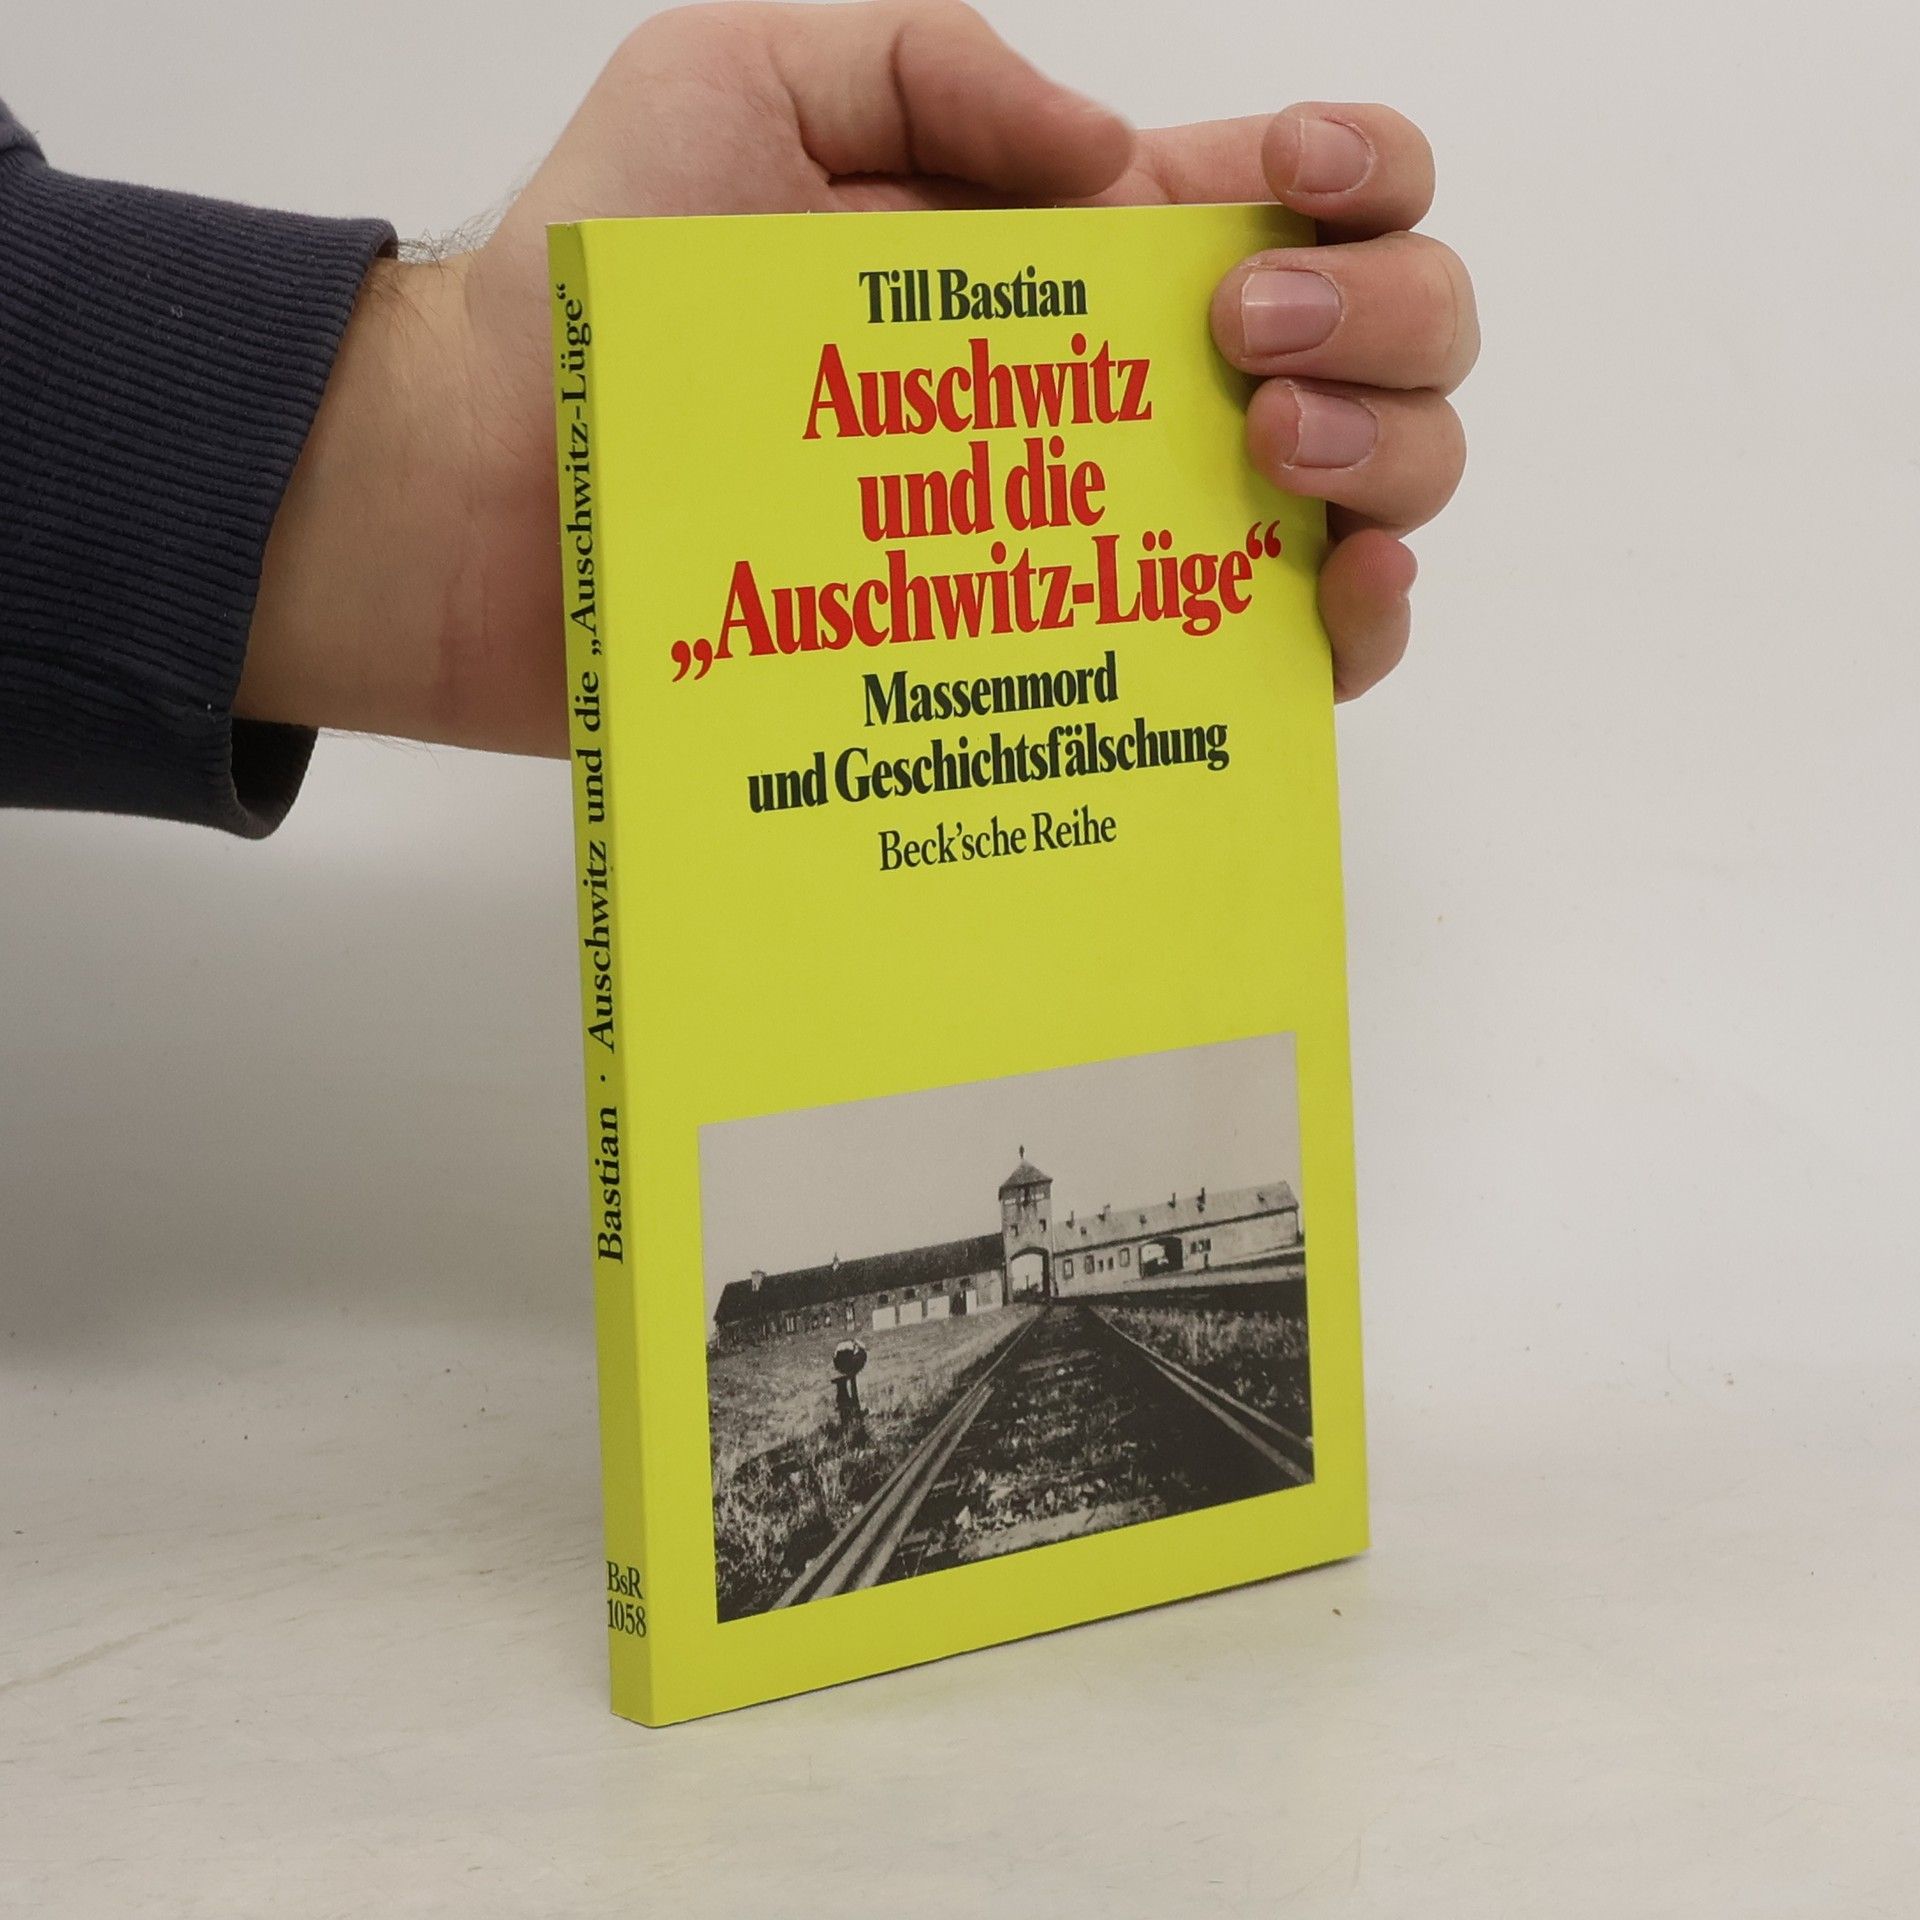 Till Bastian
Auschwitz
und die
„Auschwitz-Lüge“
Massenmord
und Geschichtsfälschung
Beck'sche Reihe
Bastian · Auschwitz und die „Auschwitz-Lüge“
BsR
1058